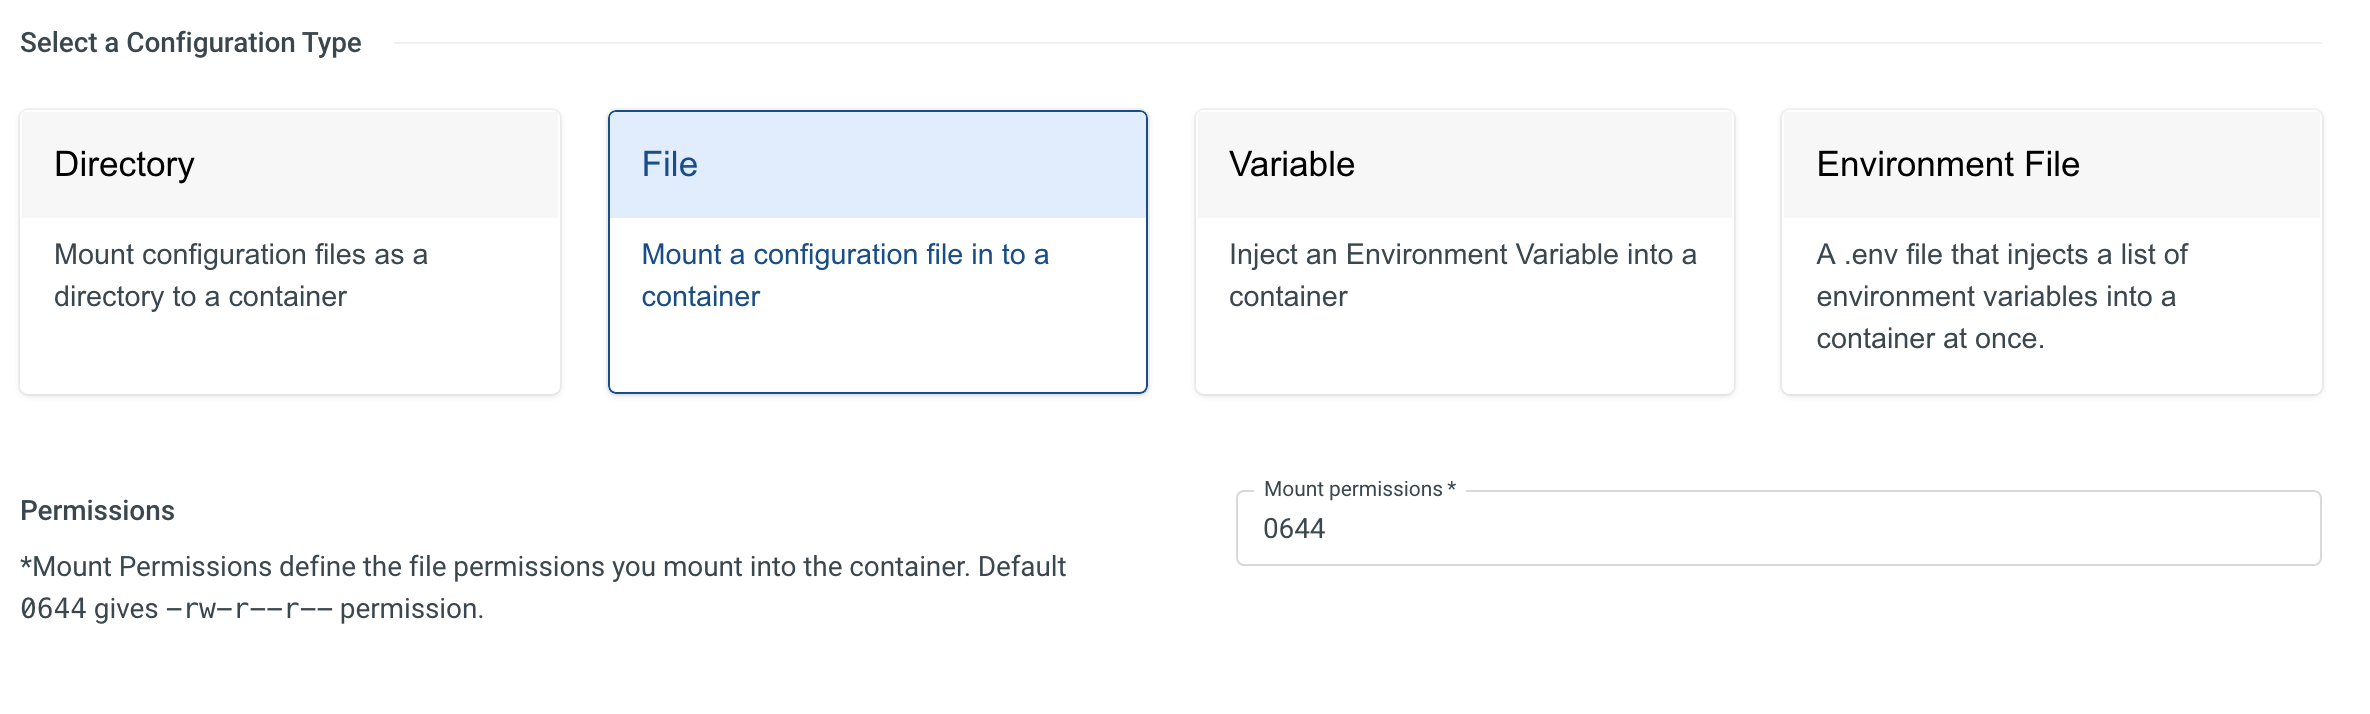 Select a Configuration Type
Directory
Mount configuration files as a
directory to a container
File
Mount a configuration file in to a
container
Variable
Inject an Environment Variable into a
container
Environment File
A .env file that injects a list of
environment variables into a
container at once.
Permissions
*Mount Permissions define the file permissions you mount into the container. Default
0644 gives -rw-r--r-- permission.
Mount permissions *
0644